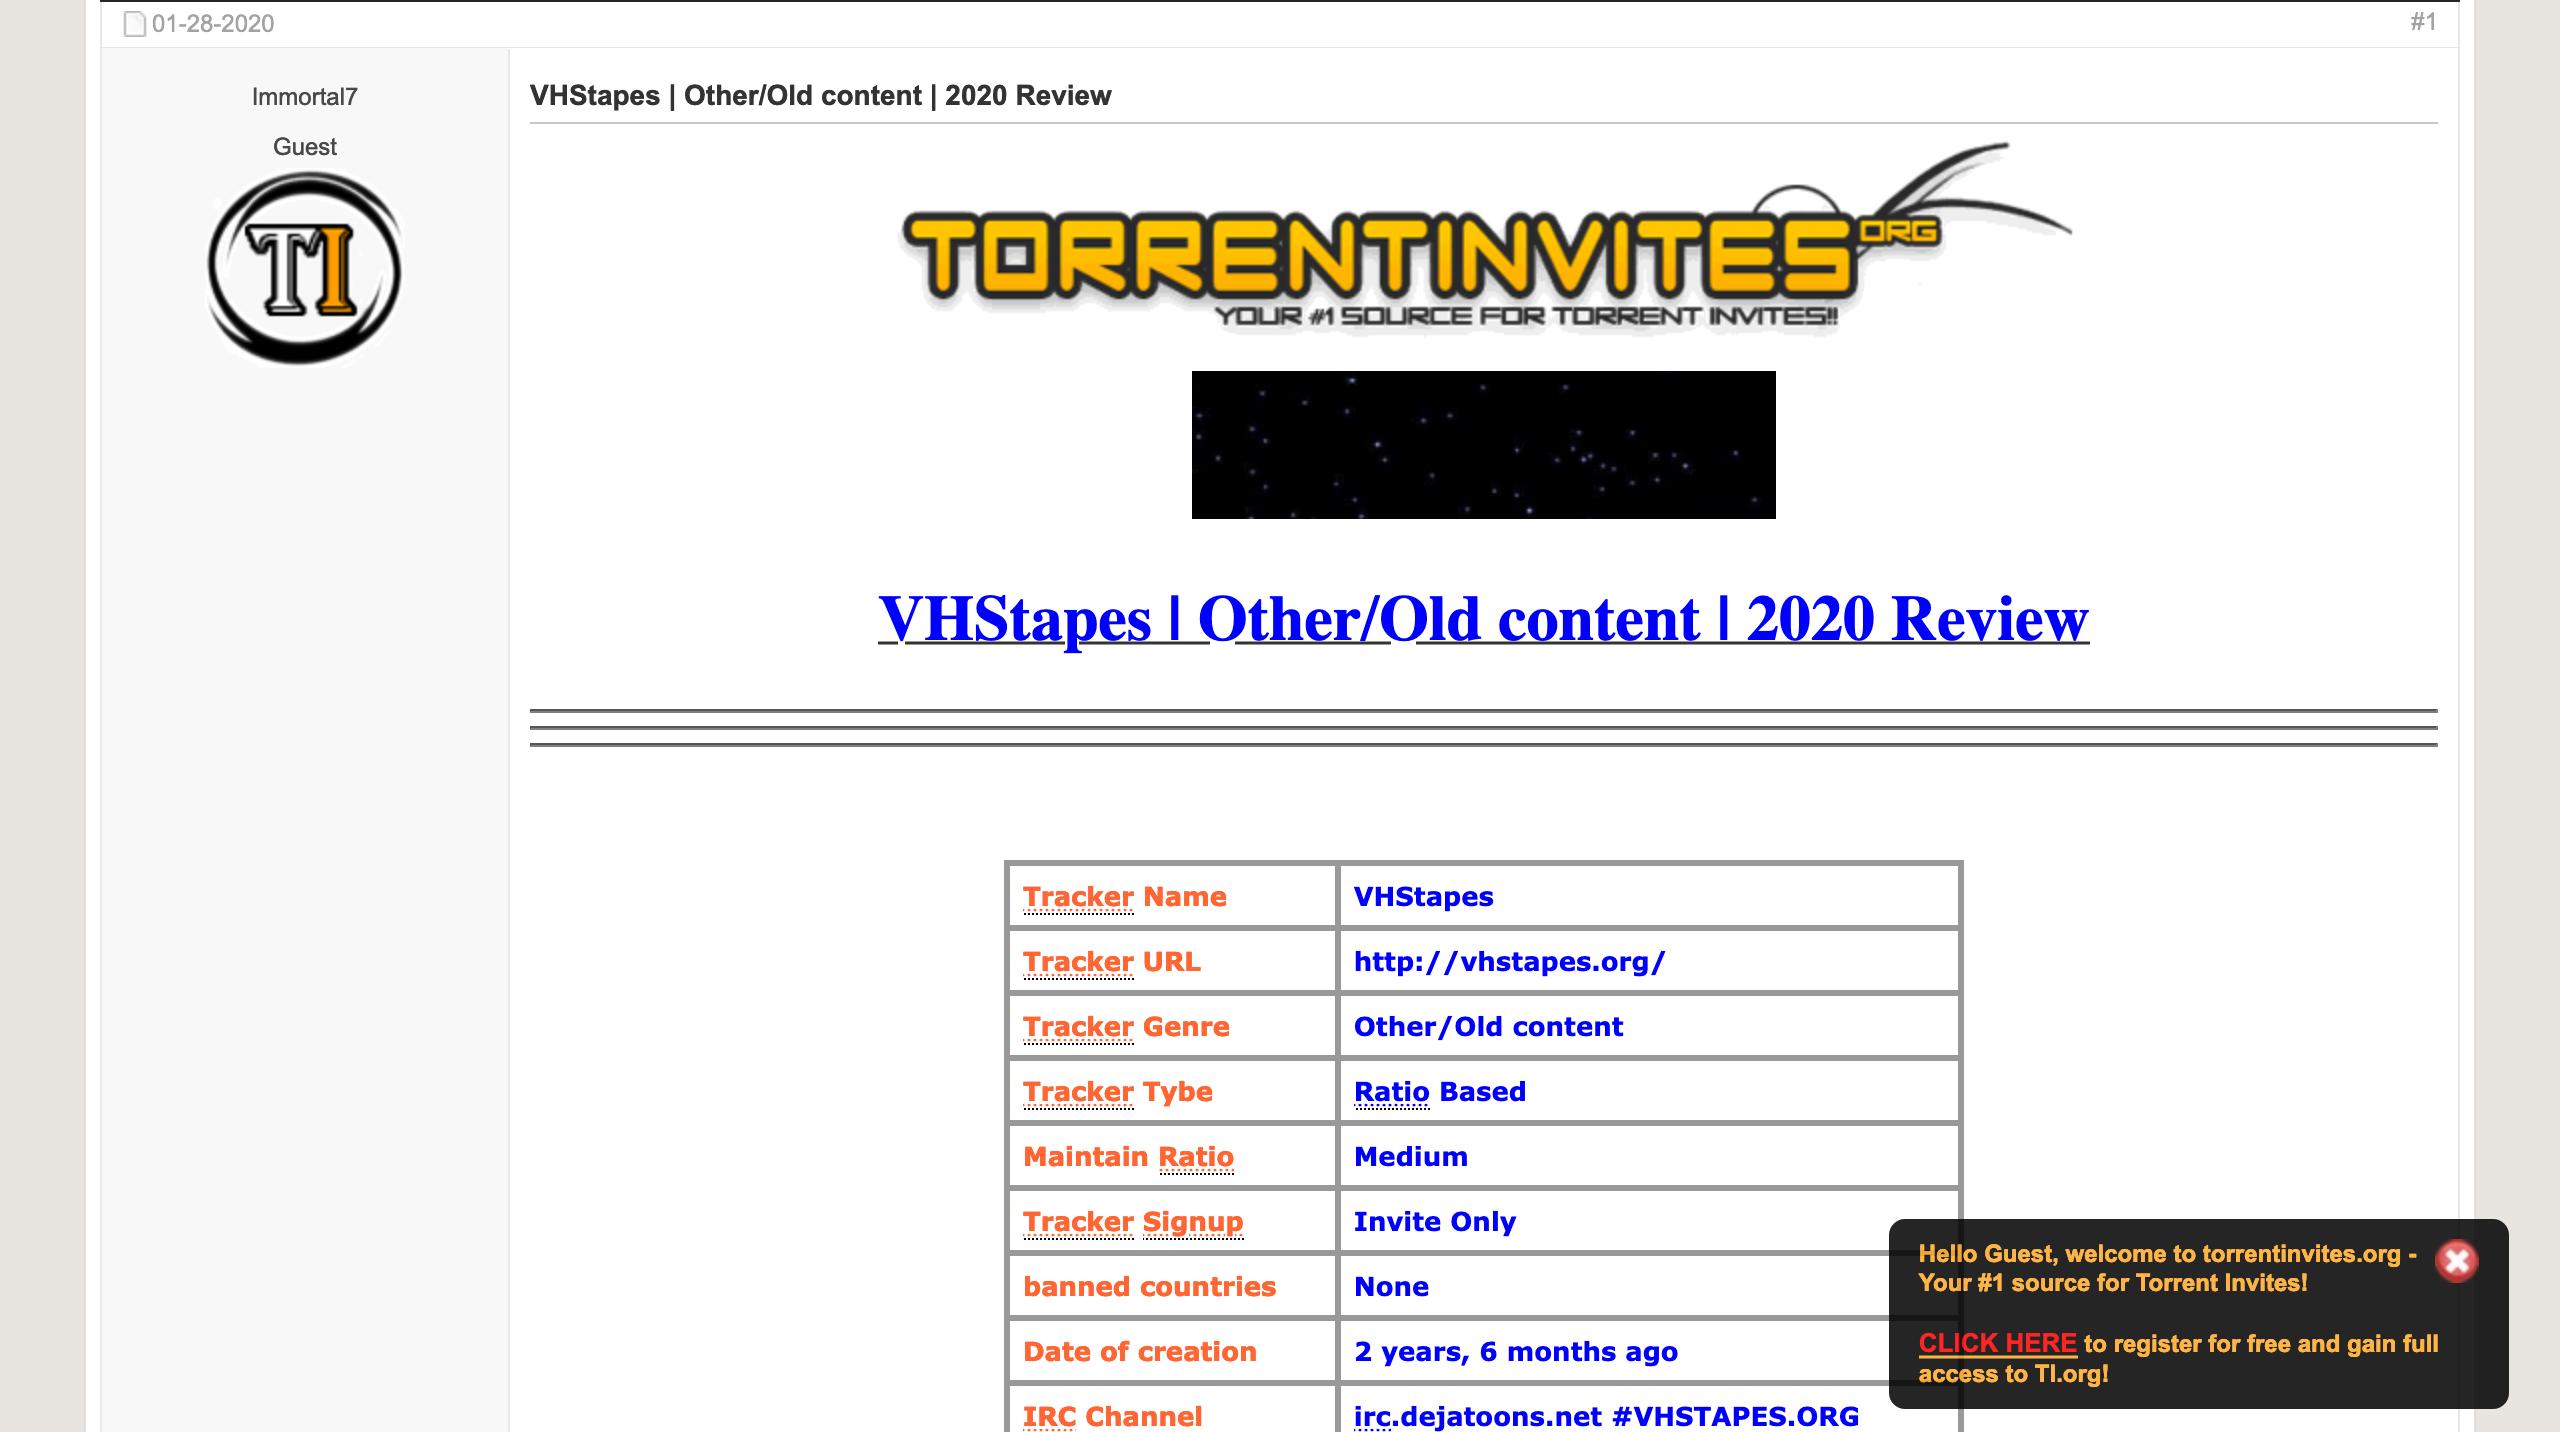 01-28-2020 #1
Immortal7
Guest
TI
VHStapes | Other/Old content | 2020 Review
TORRENTINVITES.ORG
YOUR #1 SOURCE FOR TORRENT INVITES!!
VHStapes | Other/Old content | 2020 Review
Tracker Name VHStapes
Tracker URL http://vhstapes.org/
Tracker Genre Other/Old content
Tracker Tybe Ratio Based
Maintain Ratio Medium
Tracker Signup Invite Only
banned countries None
Date of creation 2 years, 6 months ago
IRC Channel irc.dejatoons.net #VHSTAPES.ORG
Hello Guest, welcome to torrentinvites.org -
Your #1 source for Torrent Invites!
CLICK HERE to register for free and gain full
access to TI.org!